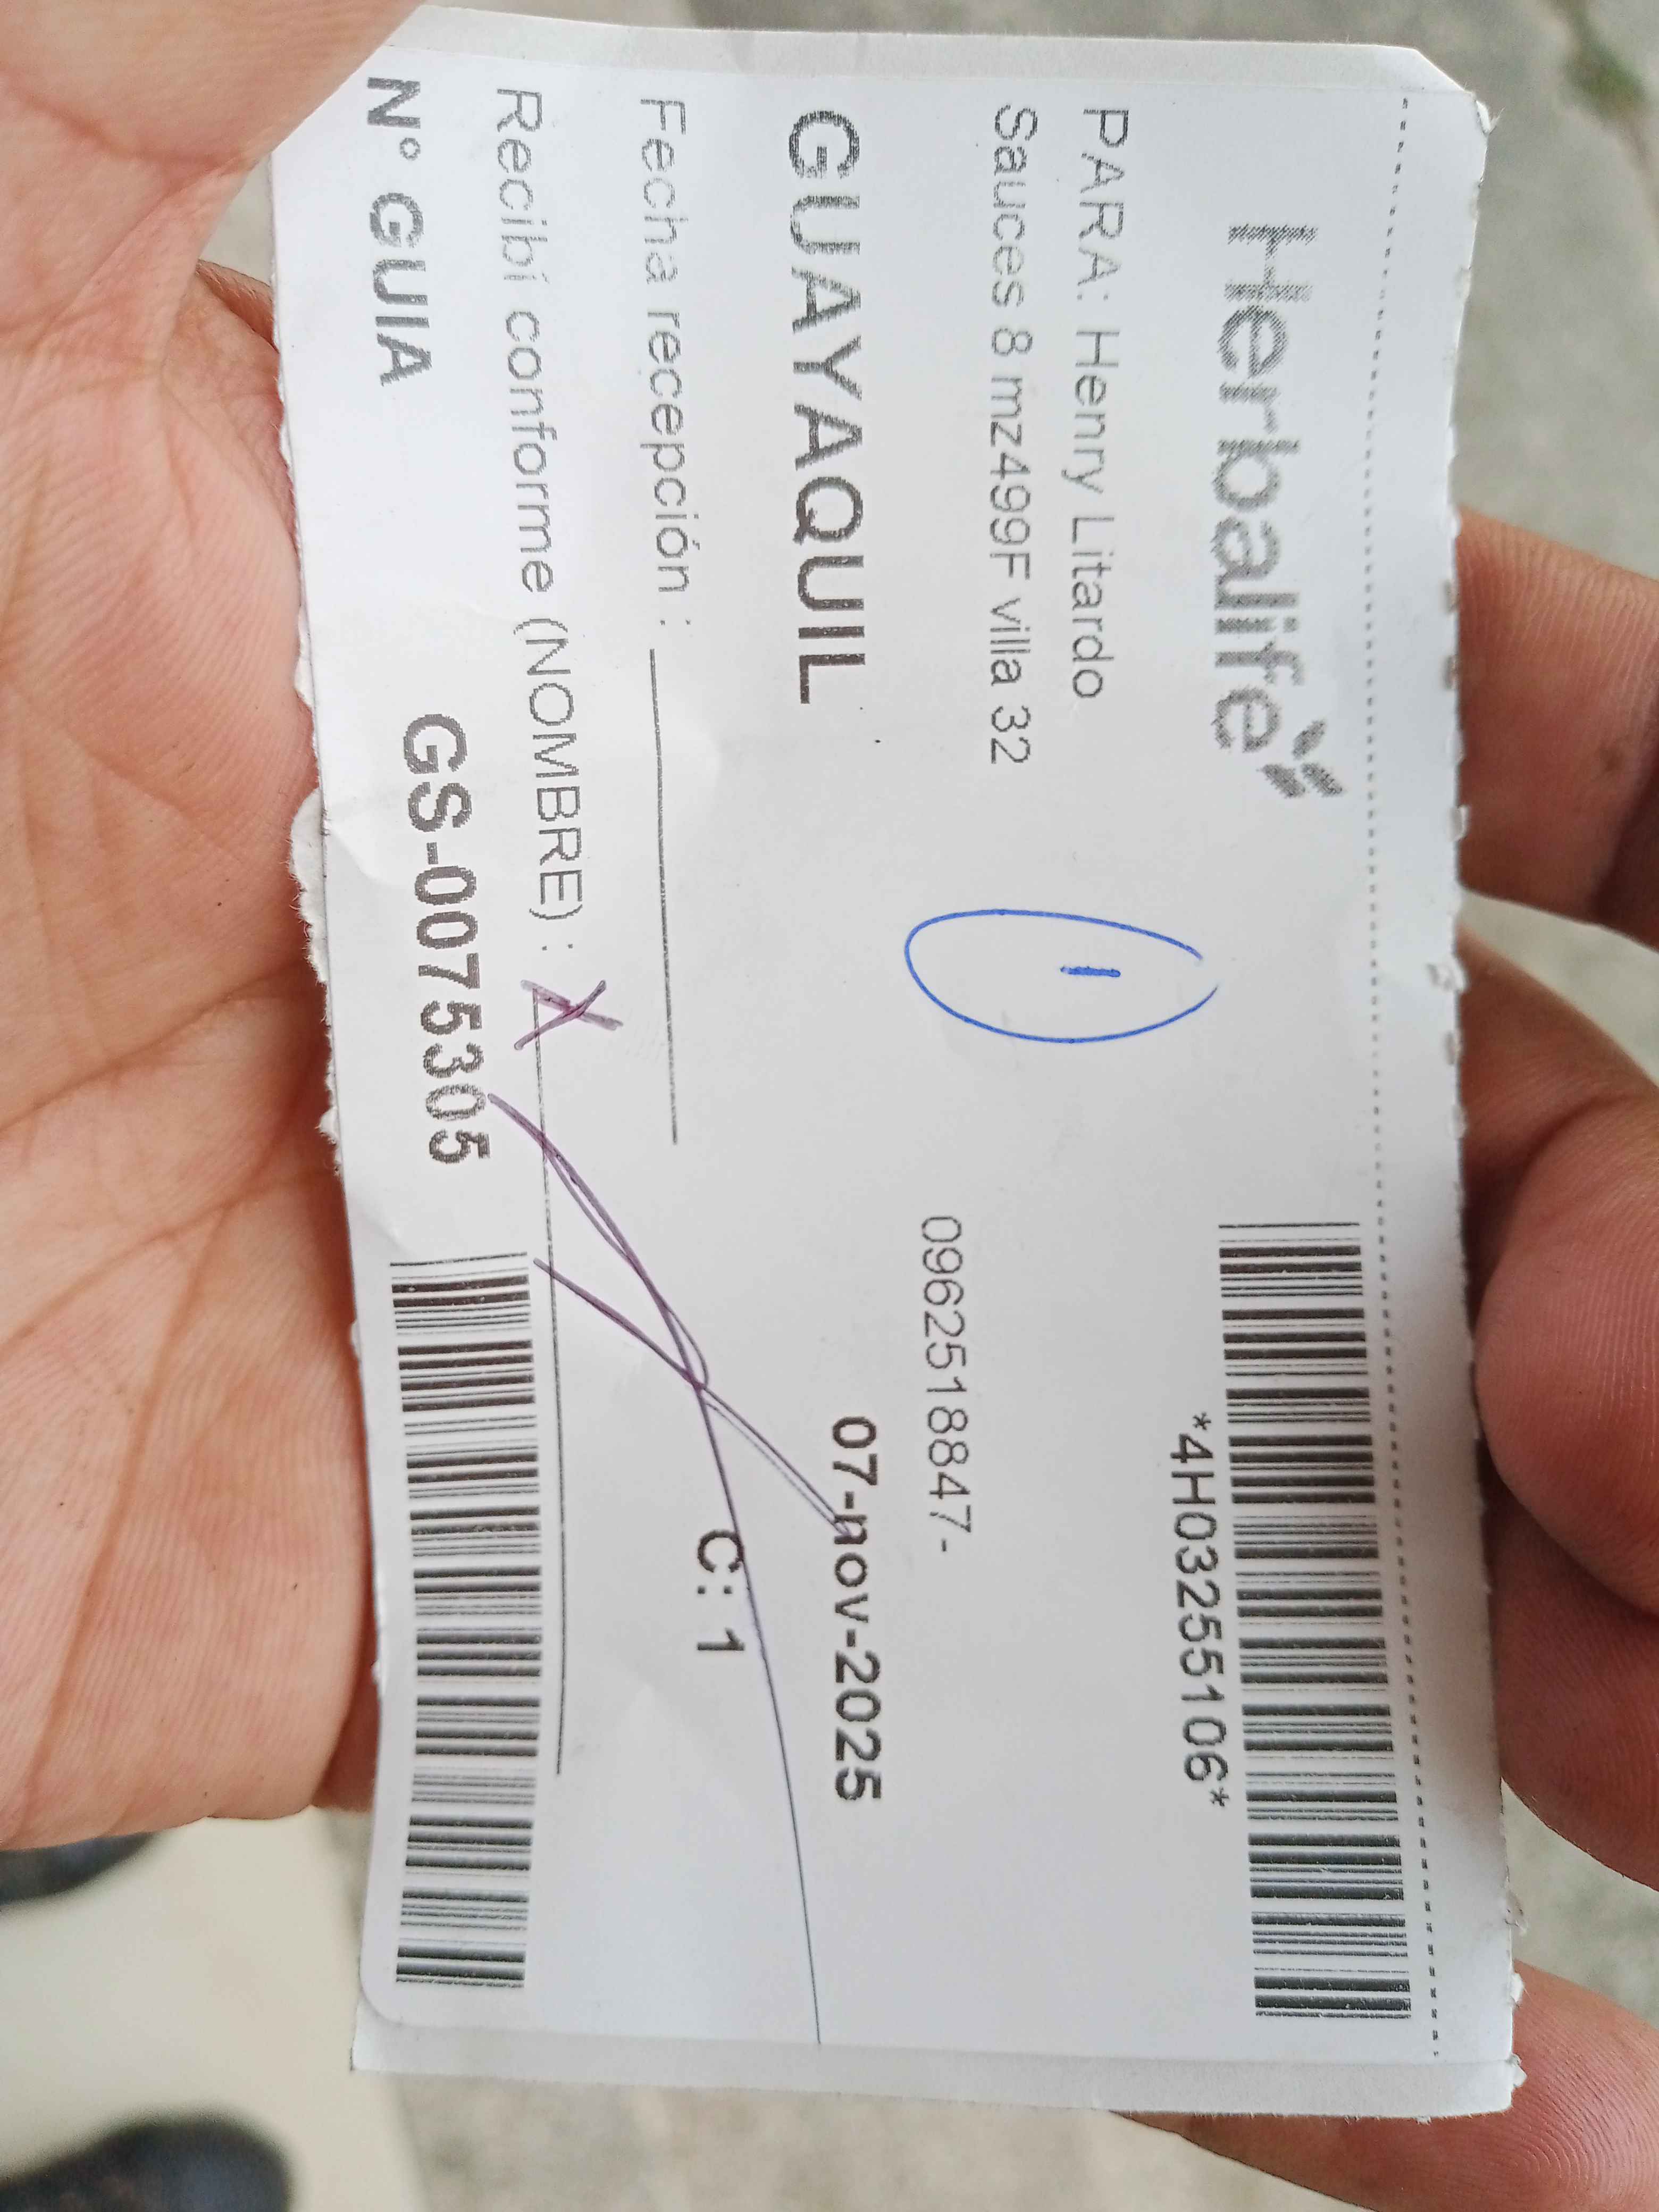 Herbalife
*4H03255106*
PARA: Henry Litardo
Sauces 8 mz499F villa 32
1
0962518847-
GUAYAQUIL
07-nov-2025
Fecha recepción :
C: 1
Recibí conforme (NOMBRE) : X
N° GUIA GS-0075305